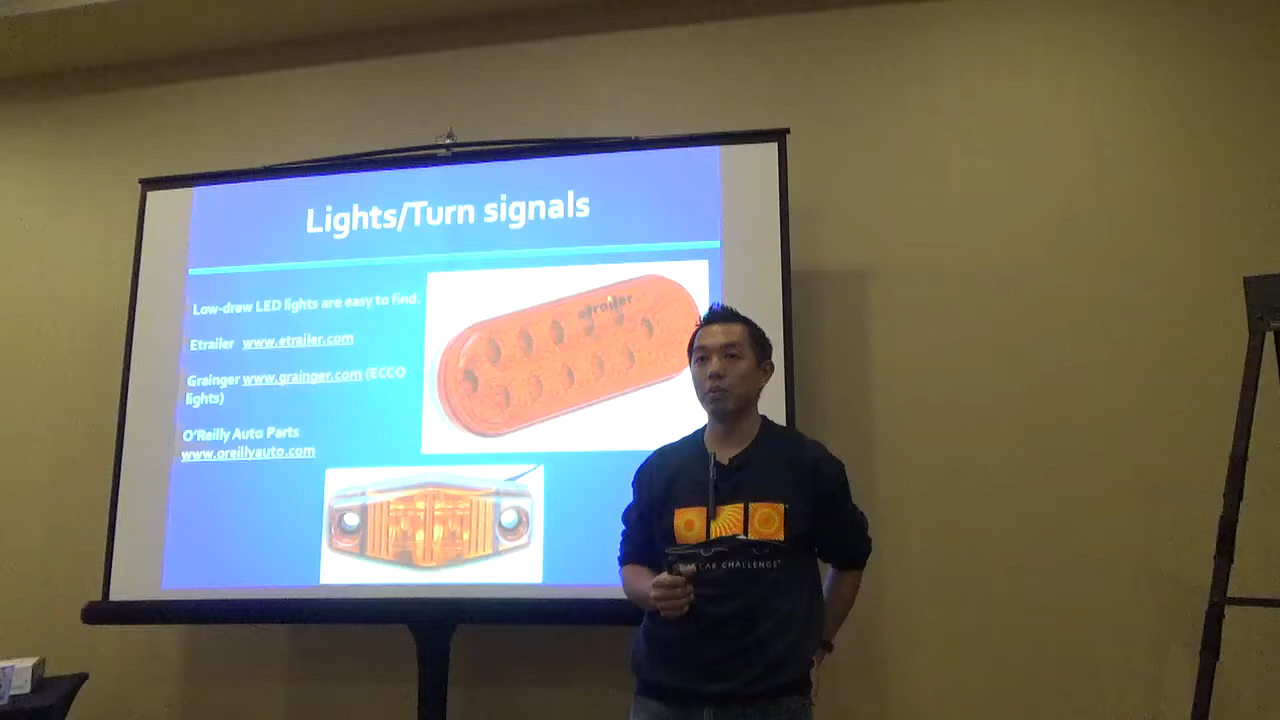 Lights/Turn signals
Low-draw LED lights are easy to find.
Etrailer www.etrailer.com
Grainger www.grainger.com (ECCO
lights)
O'Reilly Auto Parts
www.oreillyauto.com
etrailer
CAR CHALLENGE